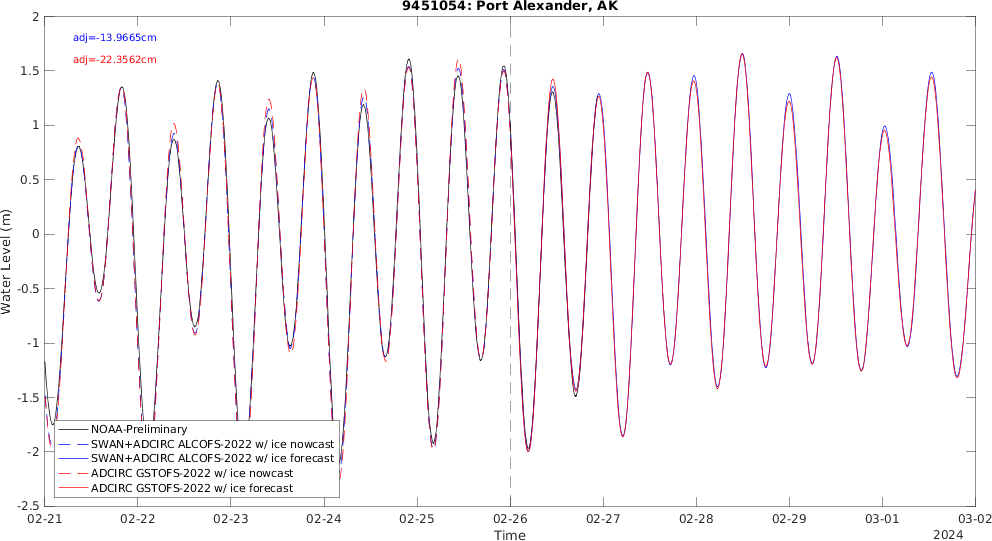 9451054: Port Alexander, AK
adj=-13.9665cm
adj=-22.3562cm
2
1.5
1
0.5
0
-0.5
-1
-1.5
-2
-2.5
Water Level (m)
NOAA-Preliminary
SWAN+ADCIRC ALCOFS-2022 w/ ice nowcast
SWAN+ADCIRC ALCOFS-2022 w/ ice forecast
ADCIRC GSTOFS-2022 w/ ice nowcast
ADCIRC GSTOFS-2022 w/ ice forecast
02-21 02-22 02-23 02-24 02-25 02-26 02-27 02-28 02-29 03-01 03-02
Time
2024